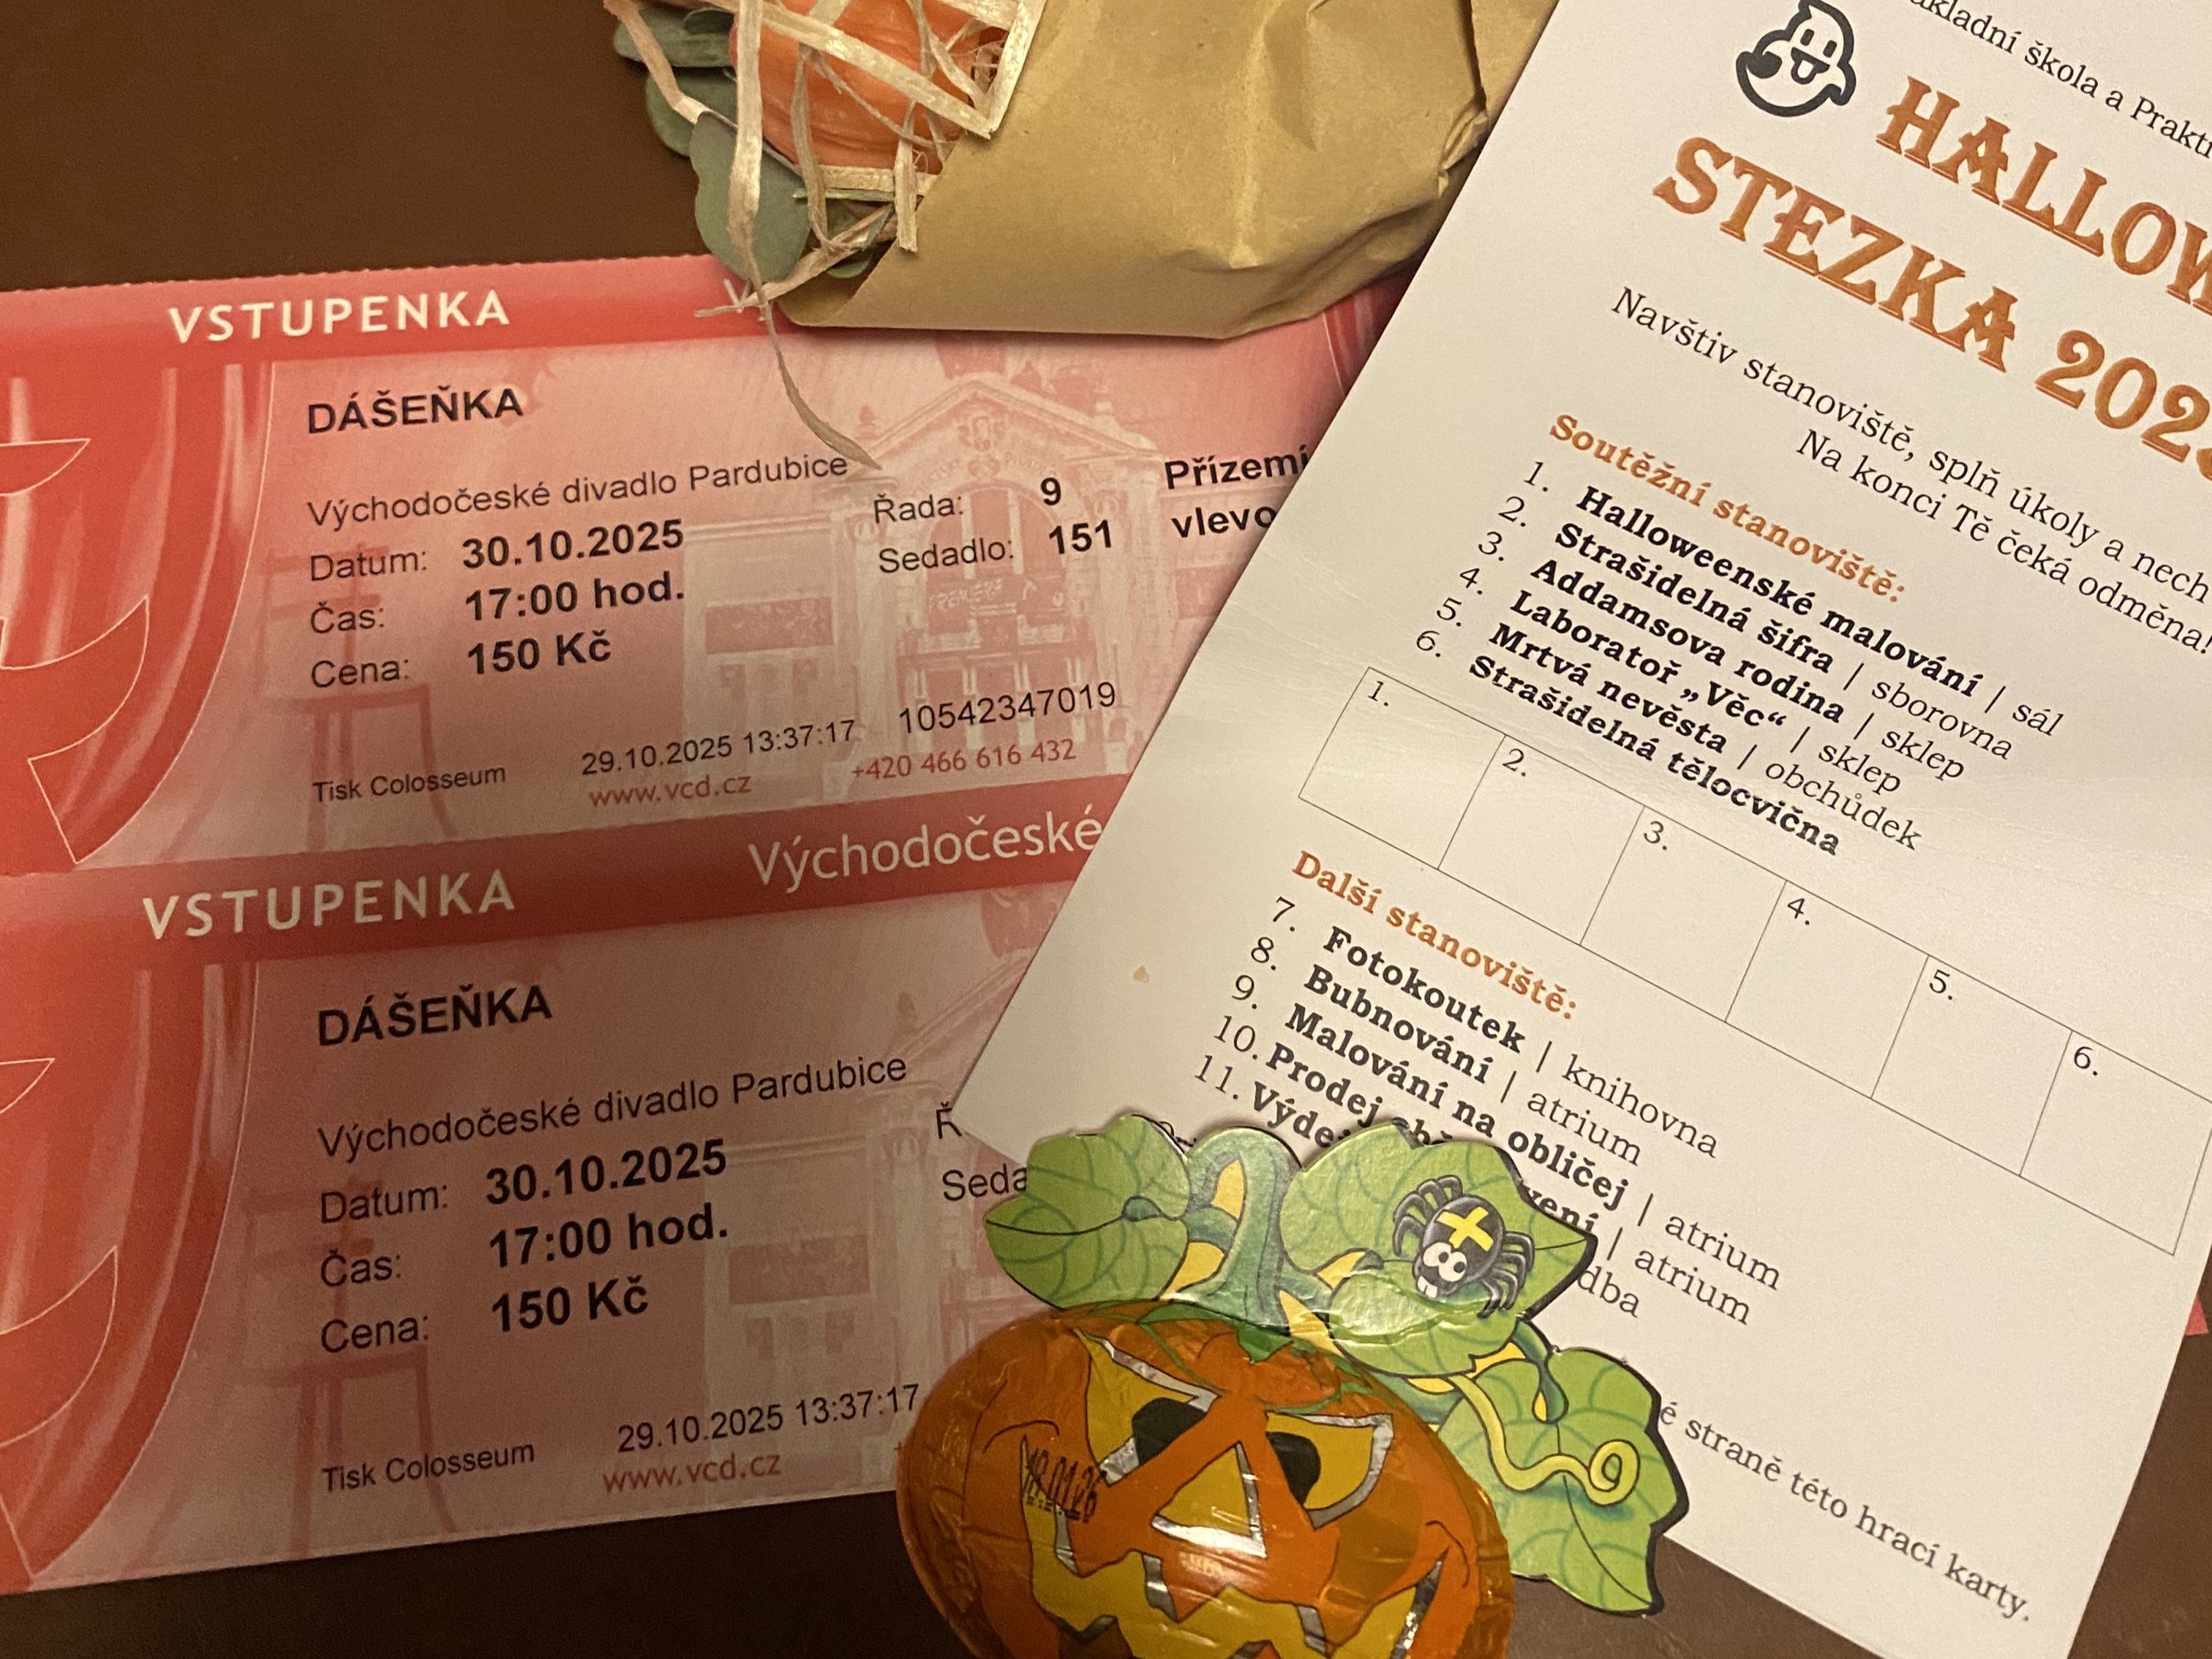 VSTUPENKA
DÁŠEŇKA
Východočeské divadlo Pardubice
Datum: 30.10.2025
Čas: 17:00 hod.
Cena: 150 Kč
Řada: 9 Přízemí
Sedadlo: 151 vlevo
Tisk Colosseum 29.10.2025 13:37:17 10542347019
www.vcd.cz +420 466 616 432
VSTUPENKA Východočeské
DÁŠEŇKA
Východočeské divadlo Pardubice
Datum: 30.10.2025
Čas: 17:00 hod.
Cena: 150 Kč
Tisk Colosseum 29.10.2025 13:37:17
www.vcd.cz
škola a
STEZKA
Navštiv stanoviště, splň úkoly a nech
Na konci Tě čeká odměna!
Soutěžní stanoviště:
1. Halloweenské malování | sál
2. Strašidelná šifra | sborovna
3. Addamsova rodina | sklep
4. Laboratoř „Věc“ | sklep
5. Mrtvá nevěsta | obchůdek
6. Strašidelná tělocvična
1. 2. 3. 4. 5. 6.
Další stanoviště:
7. Fotokoutek | knihovna
8. Bubnování | atrium
9. Malování na obličej | atrium
10. Prodej | atrium
11.
straně této hrací karty.
18.01.26